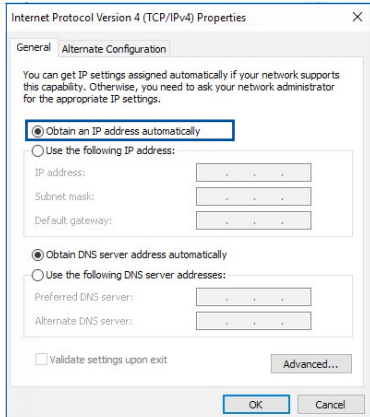 Internet Protocol Version 4 (TCP/IPv4) Properties
General
Alternate Configuration
You can get IP settings assigned automatically if your network supports
this capability. Otherwise, you need to ask your network administrator
for the appropriate IP settings.
Obtain an IP address automatically
Use the following IP address:
IP address:
Subnet mask:
Default gateway:
Obtain DNS server address automatically
Use the following DNS server addresses:
Preferred DNS server:
Alternate DNS server:
Validate settings upon exit
Advanced...
OK
Cancel